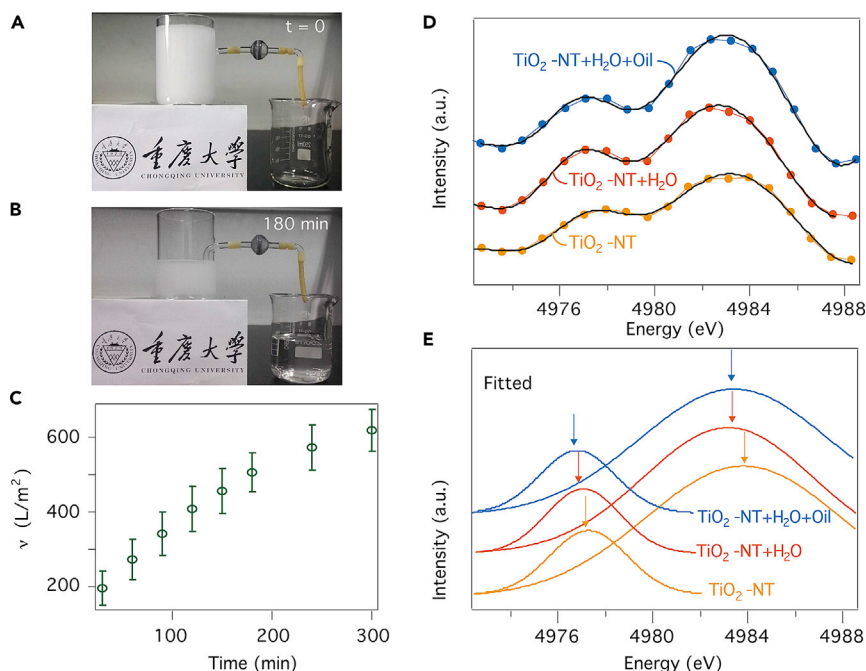 A
t = 0
重庆大学
CHONGQING UNIVERSITY
B
180 min
重庆大学
CHONGQING UNIVERSITY
C
600
400
200
ν (L/m²)
100
200
300
Time (min)
D
TiO₂ -NT+H₂O+Oil
TiO₂ -NT+H₂O
TiO₂ -NT
Intensity (a.u.)
4976
4980
4984
4988
Energy (eV)
E
Fitted
TiO₂ -NT+H₂O+Oil
TiO₂ -NT+H₂O
TiO₂ -NT
Intensity (a.u.)
4976
4980
4984
4988
Energy (eV)